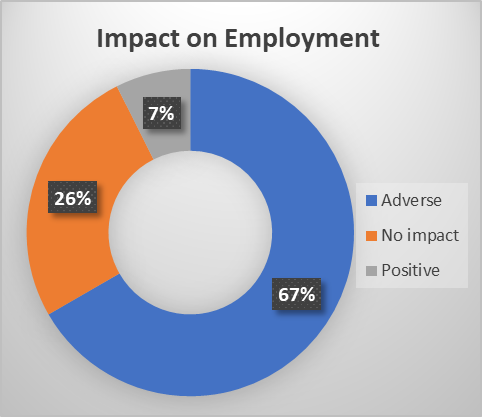 Impact on Employment
7%
26%
67%
Adverse
No impact
Positive